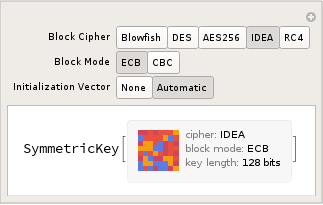 Block Cipher Blowfish DES AES256 IDEA RC4
Block Mode ECB CBC
Initialization Vector None Automatic
cipher: IDEA
SymmetricKey[ block mode: ECB ]
key length: 128 bits